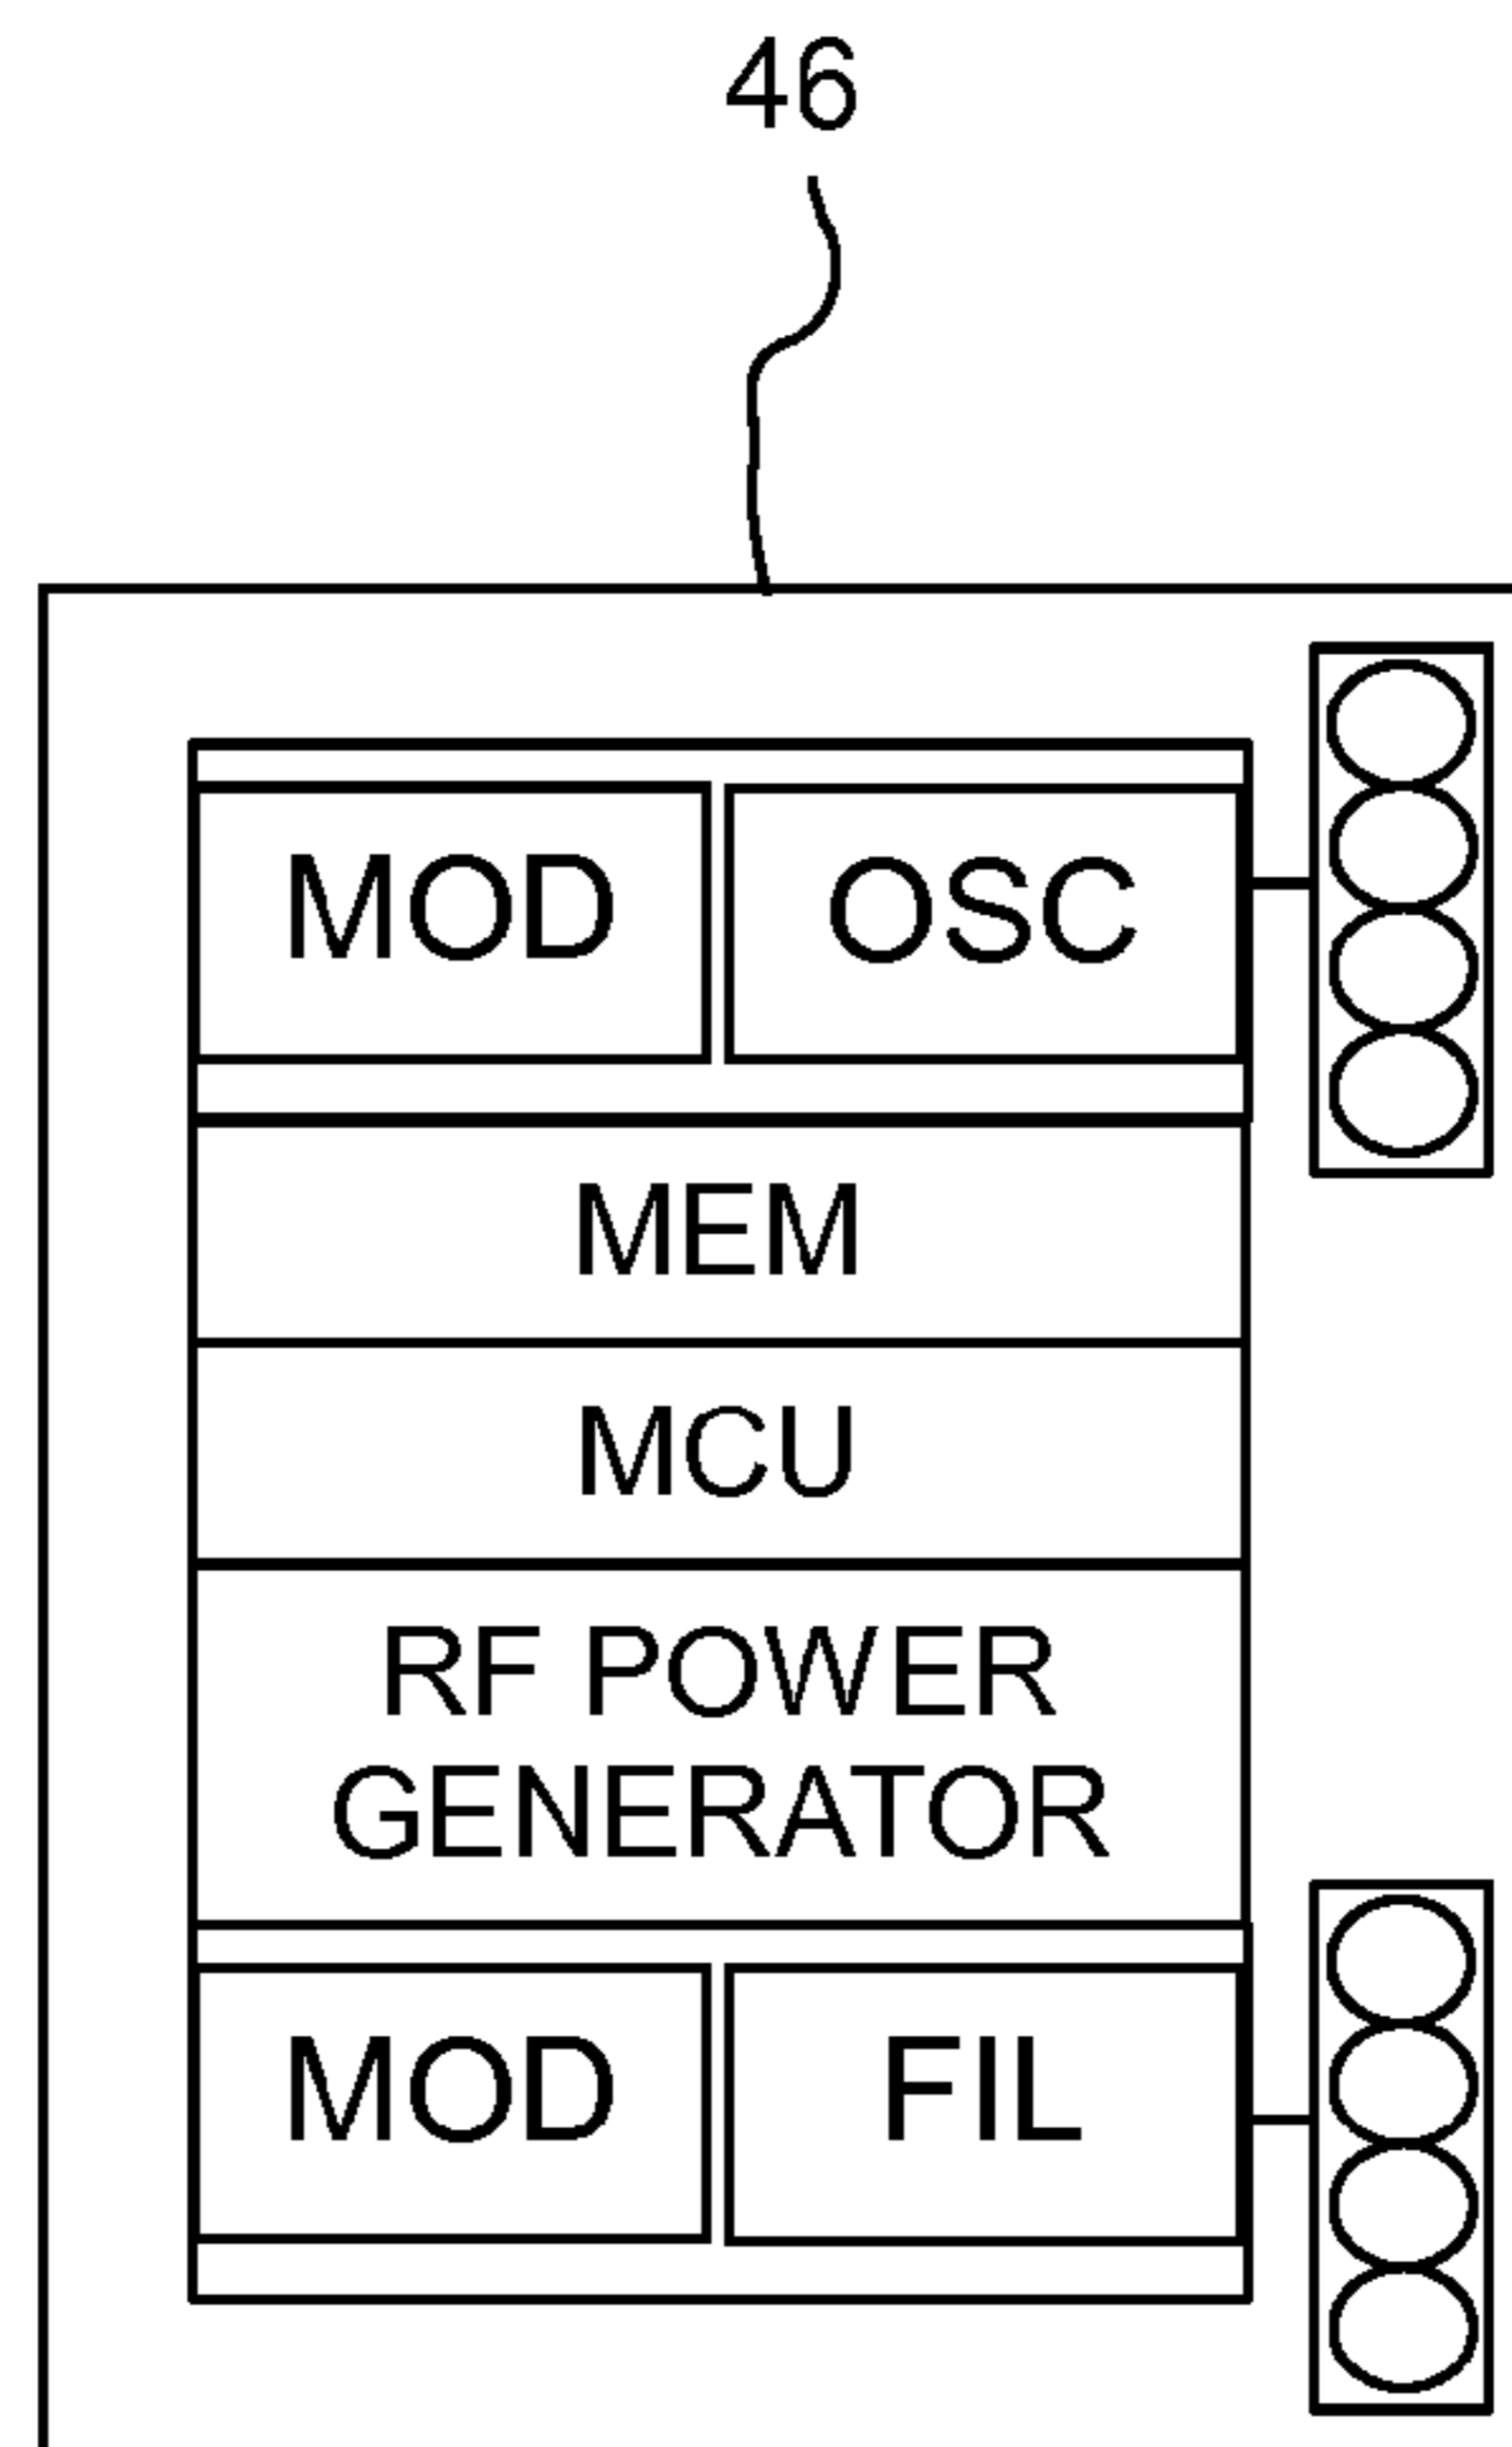 46
MOD OSC
MEM
MCU
RF POWER
GENERATOR
MOD FIL